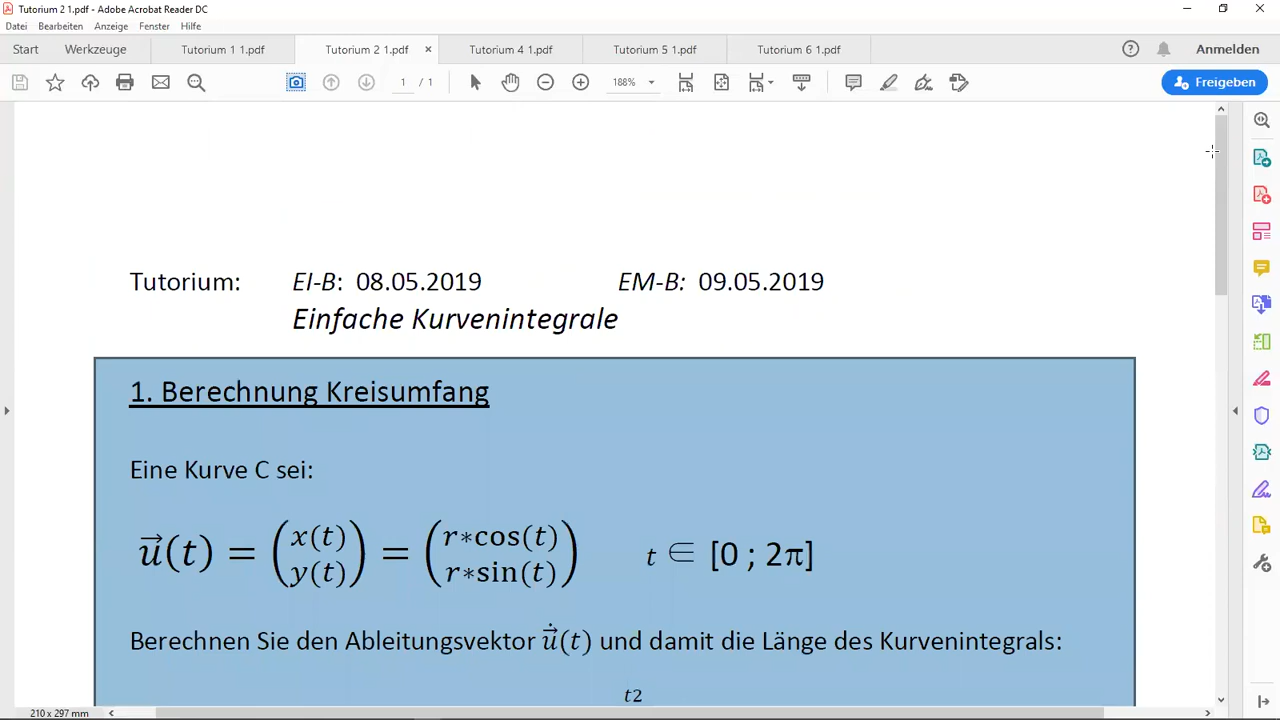 Tutorium 2 1.pdf - Adobe Acrobat Reader DC
Datei Bearbeiten Anzeige Fenster Hilfe
Start Werkzeuge Tutorium 1 1.pdf Tutorium 2 1.pdf × Tutorium 4 1.pdf Tutorium 5 1.pdf Tutorium 6 1.pdf Anmelden
1 / 1 188% Freigeben
Tutorium: EI-B: 08.05.2019 EM-B: 09.05.2019
Einfache Kurvenintegrale
1. Berechnung Kreisumfang
Eine Kurve C sei:
u⃗(t) = (x(t) y(t)) = (r*cos(t) r*sin(t)) t ∈ [0 ; 2π]
Berechnen Sie den Ableitungsvektor u⃗̇(t) und damit die Länge des Kurvenintegrals:
t2
210 x 297 mm